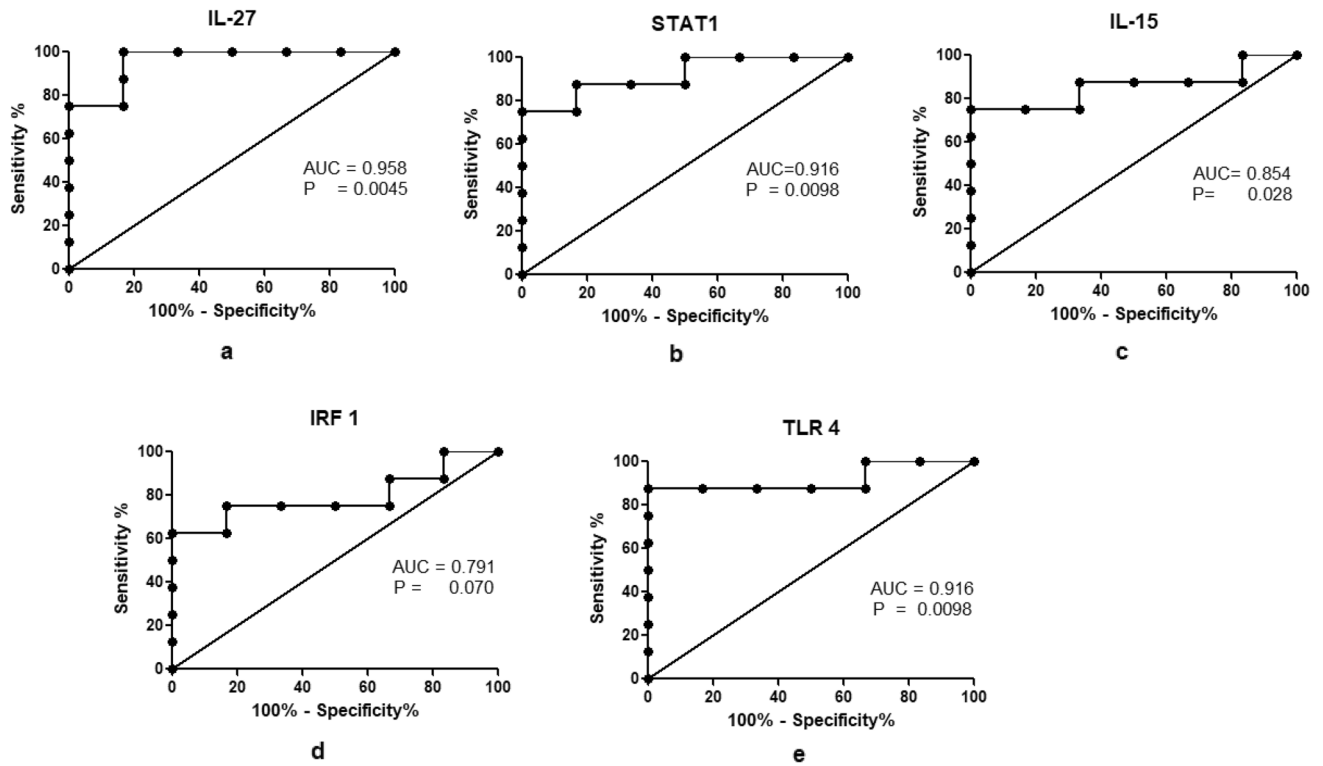 IL-27
100
80
60
40
20
0
Sensitivity %
AUC = 0.958
P = 0.0045
0 20 40 60 80 100
100% - Specificity%
a
STAT1
100
80
60
40
20
0
Sensitivity %
AUC=0.916
P = 0.0098
0 20 40 60 80 100
100% - Specificity%
b
IL-15
100
80
60
40
20
0
Sensitivity %
AUC= 0.854
P= 0.028
0 20 40 60 80 100
100% - Specificity%
c
IRF 1
100
80
60
40
20
0
Sensitivity %
AUC = 0.791
P = 0.070
0 20 40 60 80 100
100% - Specificity%
d
TLR 4
100
80
60
40
20
0
Sensitivity %
AUC = 0.916
P = 0.0098
0 20 40 60 80 100
100% - Specificity%
e